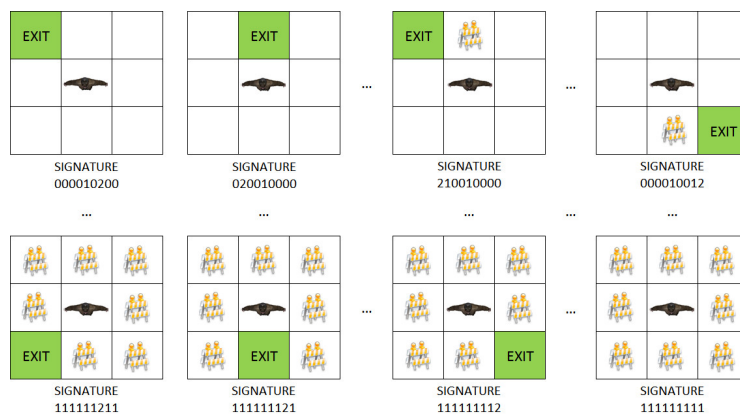 EXIT
EXIT
EXIT
EXIT
... ...
SIGNATURE SIGNATURE SIGNATURE SIGNATURE
000010200 020010000 210010000 000010012
... ... ... ... ...
EXIT EXIT EXIT
... ...
SIGNATURE SIGNATURE SIGNATURE SIGNATURE
111111211 111111121 111111112 111111111